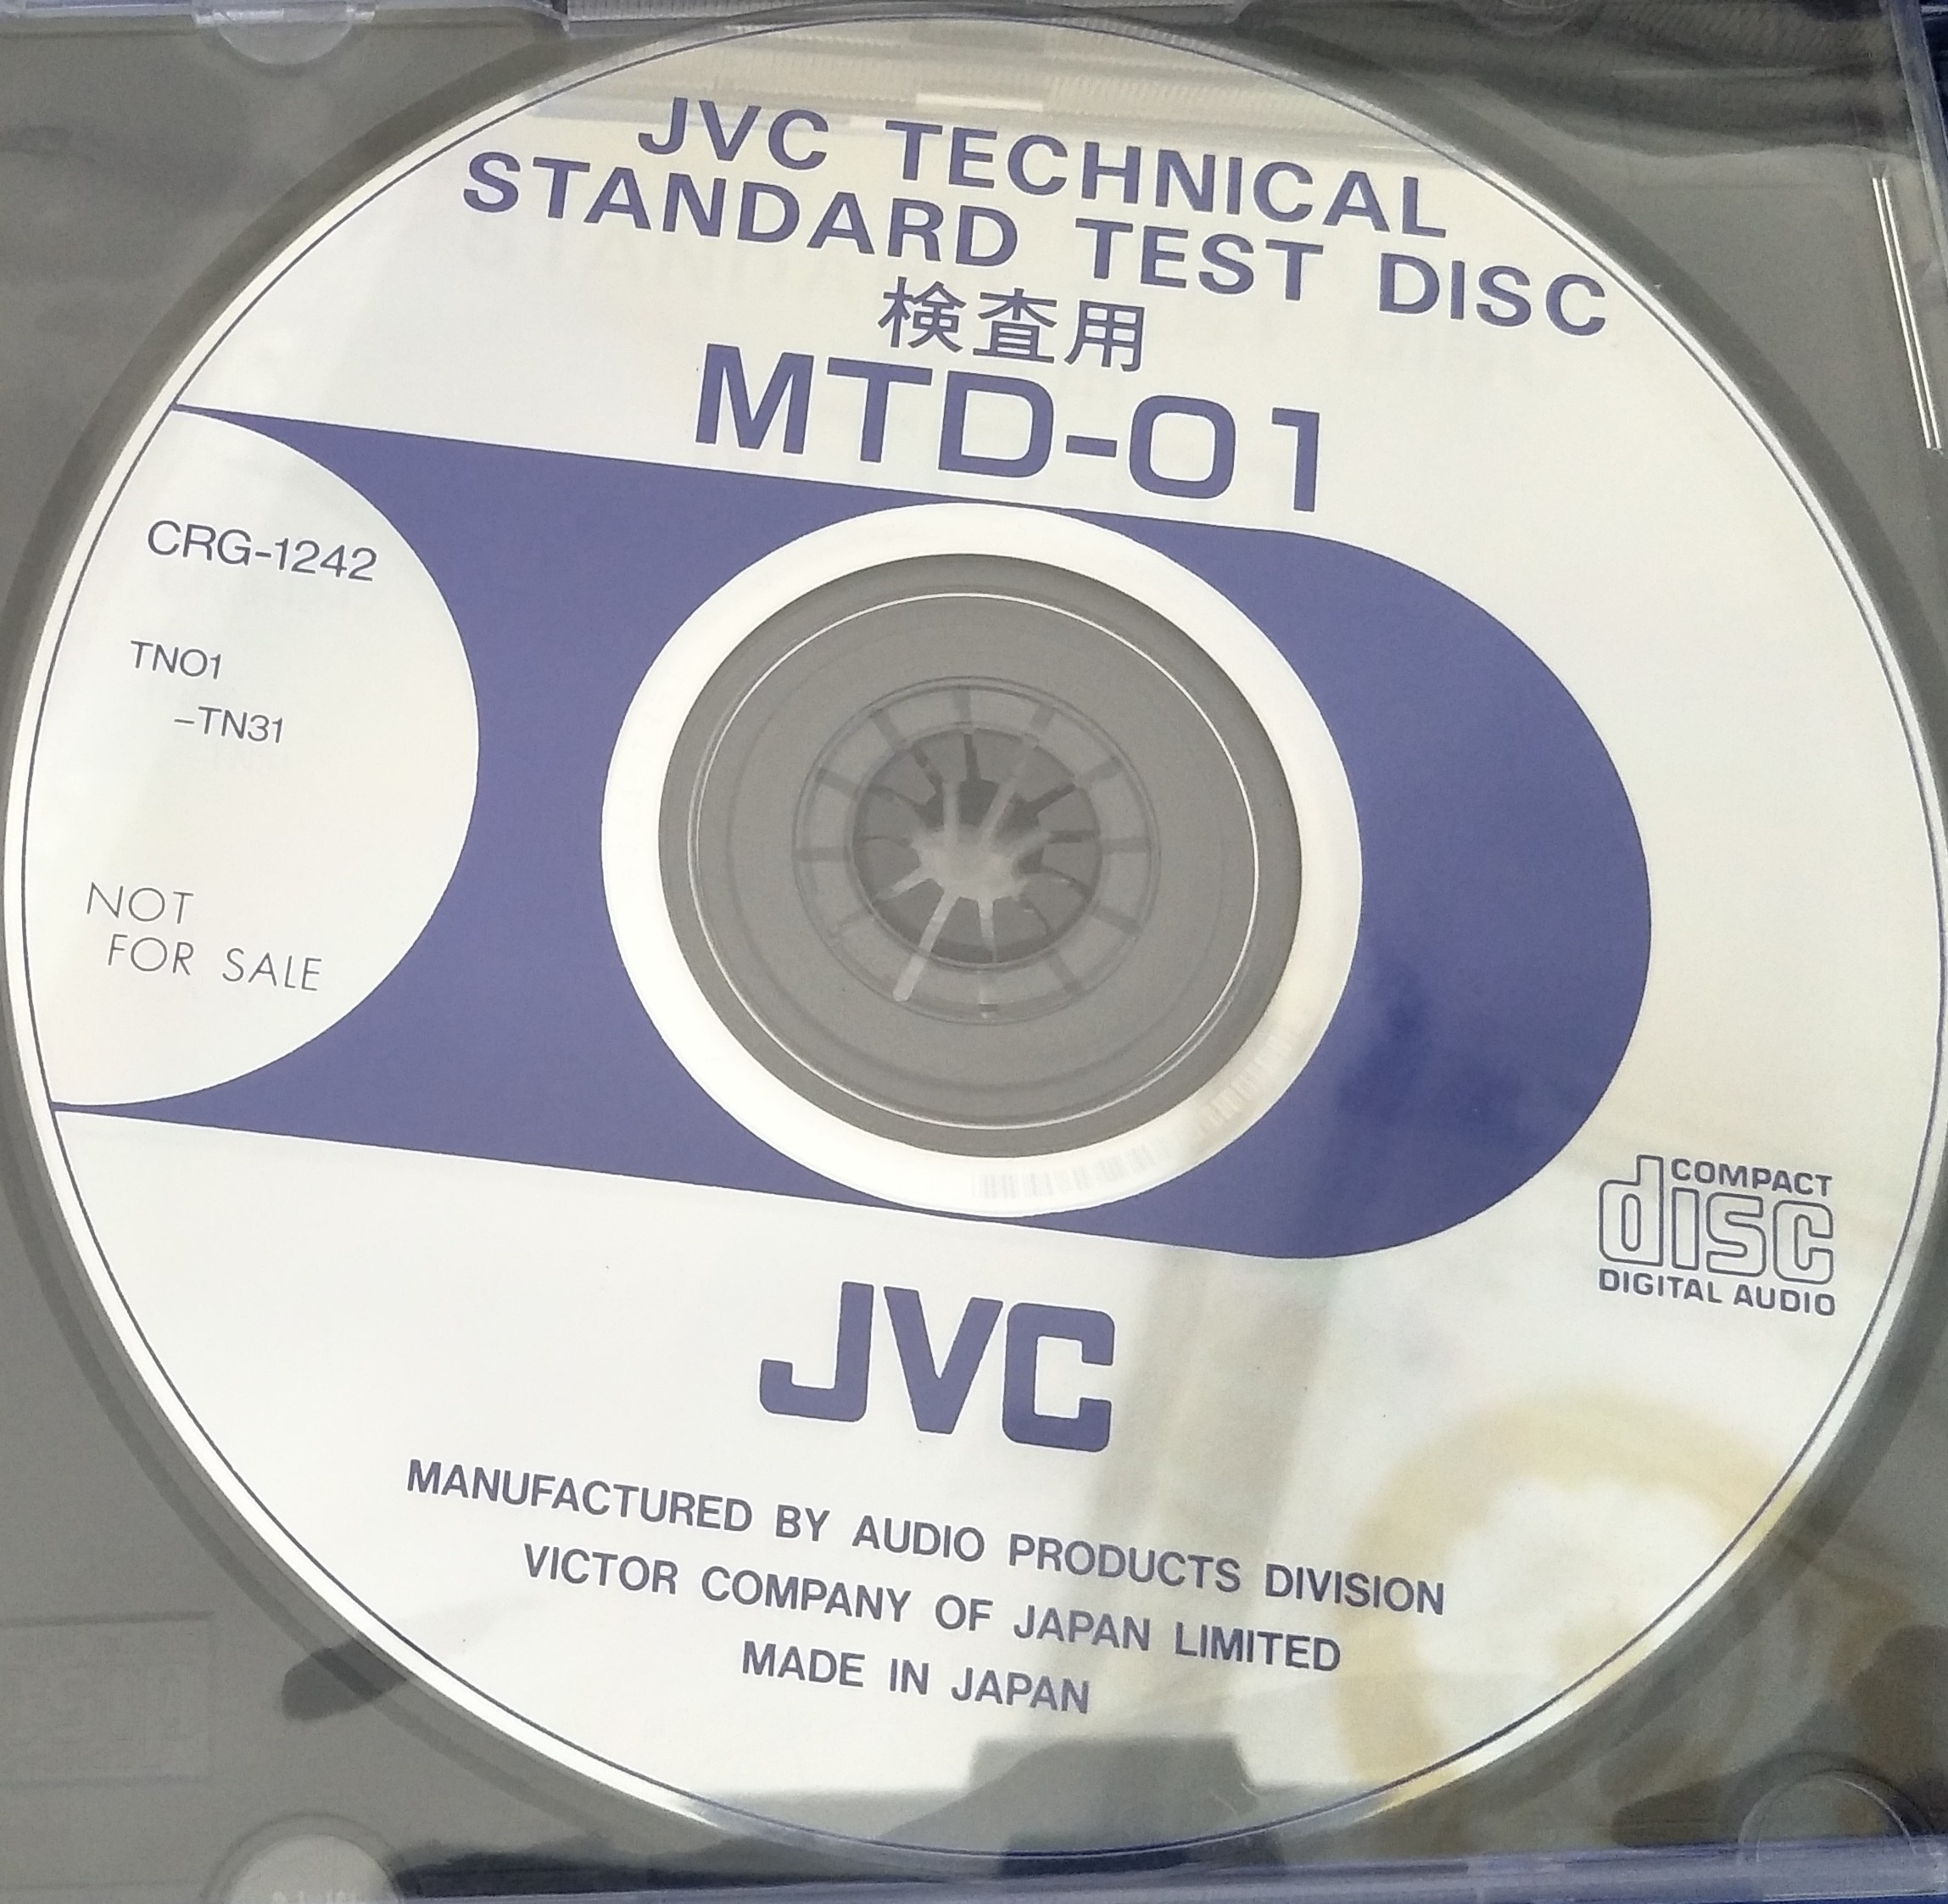 JVC TECHNICAL
STANDARD TEST DISC
検査用
MTD-01
CRG-1242
TN01
-TN31
NOT
FOR SALE
COMPACT
disc
DIGITAL AUDIO
JVC
MANUFACTURED BY AUDIO PRODUCTS DIVISION
VICTOR COMPANY OF JAPAN LIMITED
MADE IN JAPAN